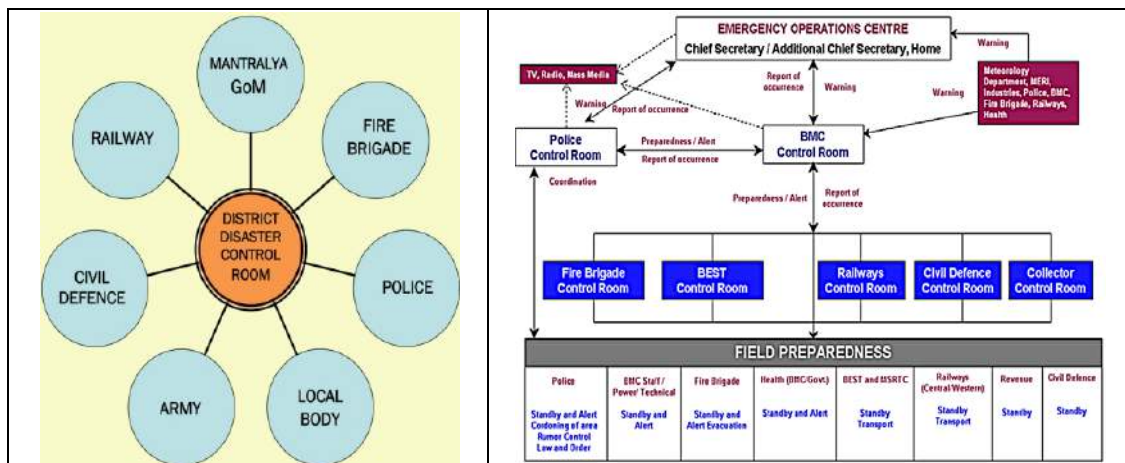 MANTRALYA
GoM
FIRE
BRIGADE
POLICE
LOCAL
BODY
ARMY
CIVIL
DEFENCE
RAILWAY
DISTRICT
DISASTER
CONTROL
ROOM
EMERGENCY OPERATIONS CENTRE
Chief Secretary / Additional Chief Secretary, Home
Warning
TV, Radio, Mass Media
Meteorology
Department, MERI,
Industries, Police, BMC,
Fire Brigade, Railways,
Health
Report of
occurrence
Warning
Warning
Warning
Report of occurrence
Police
Control Room
Preparedness / Alert
Report of occurrence
BMC
Control Room
Coordination
Preparedness / Alert
Report of
occurrence
Fire Brigade
Control Room
BEST
Control Room
Railways
Control Room
Civil Defence
Control Room
Collector
Control Room
FIELD PREPAREDNESS
Police
Standby and Alert
Cordoning of area
Rumor Control
Law and Order
BMC Staff /
Power/ Technical
Standby and
Alert
Fire Brigade
Standby and
Alert Evacuation
Health (BMC/Govt.)
Standby and Alert
BEST and MSRTC
Standby
Transport
Railways
(Central/Western)
Standby
Transport
Revenue
Standby
Civil Defence
Standby